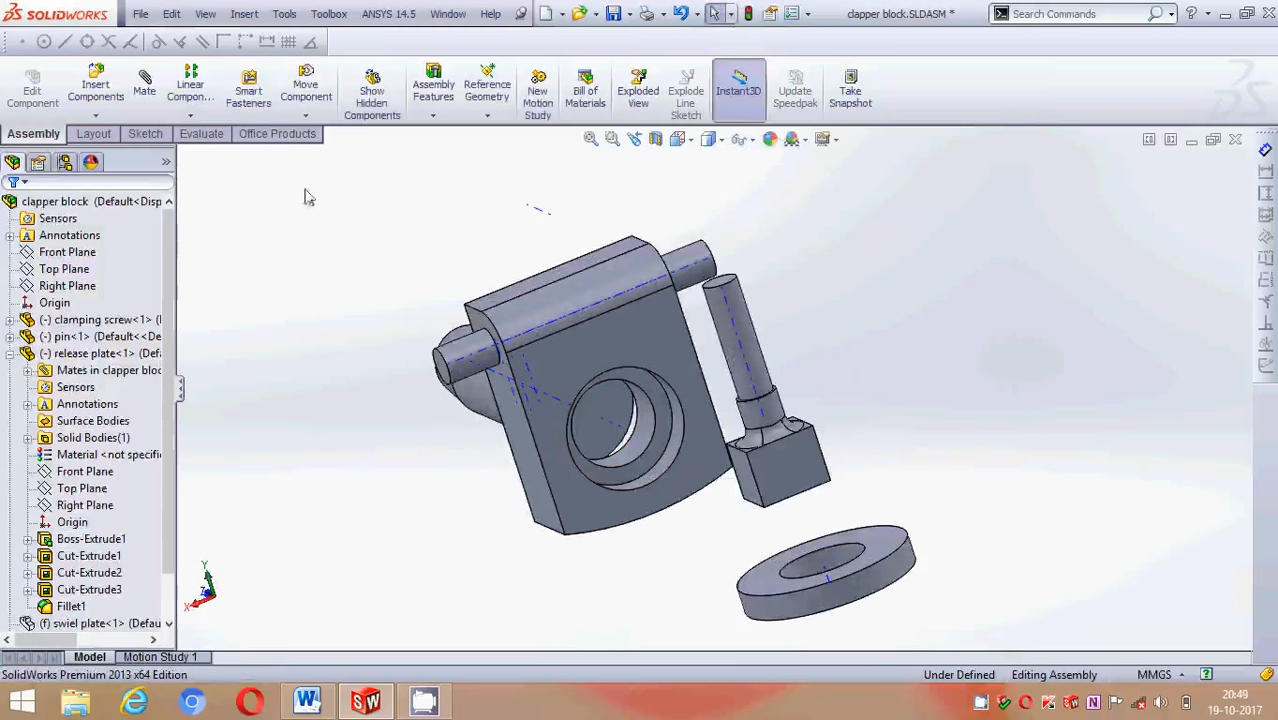 SOLIDWORKS File Edit View Insert Tools Toolbox ANSYS 14.5 Window Help clapper block.SLDASM * Search Commands
Edit Component
Insert Components
Mate
Linear Compon...
Smart Fasteners
Move Component
Show Hidden Components
Assembly Features
Reference Geometry
New Motion Study
Bill of Materials
Exploded View
Explode Line Sketch
Instant3D
Update Speedpak
Take Snapshot
Assembly Layout Sketch Evaluate Office Products
clapper block (Default<Disp
Sensors
Annotations
Front Plane
Top Plane
Right Plane
Origin
(-) clamping screw<1> (
(-) pin<1> (Default<<De
(-) release plate<1> (Def
Mates in clapper bloc
Sensors
Annotations
Surface Bodies
Solid Bodies(1)
Material <not specifi
Front Plane
Top Plane
Right Plane
Origin
Boss-Extrude1
Cut-Extrude1
Cut-Extrude2
Cut-Extrude3
Fillet1
(f) swiel plate<1> (Defau
Y
X
Z
Model Motion Study 1
SolidWorks Premium 2013 x64 Edition Under Defined Editing Assembly MMGS
20:49
19-10-2017